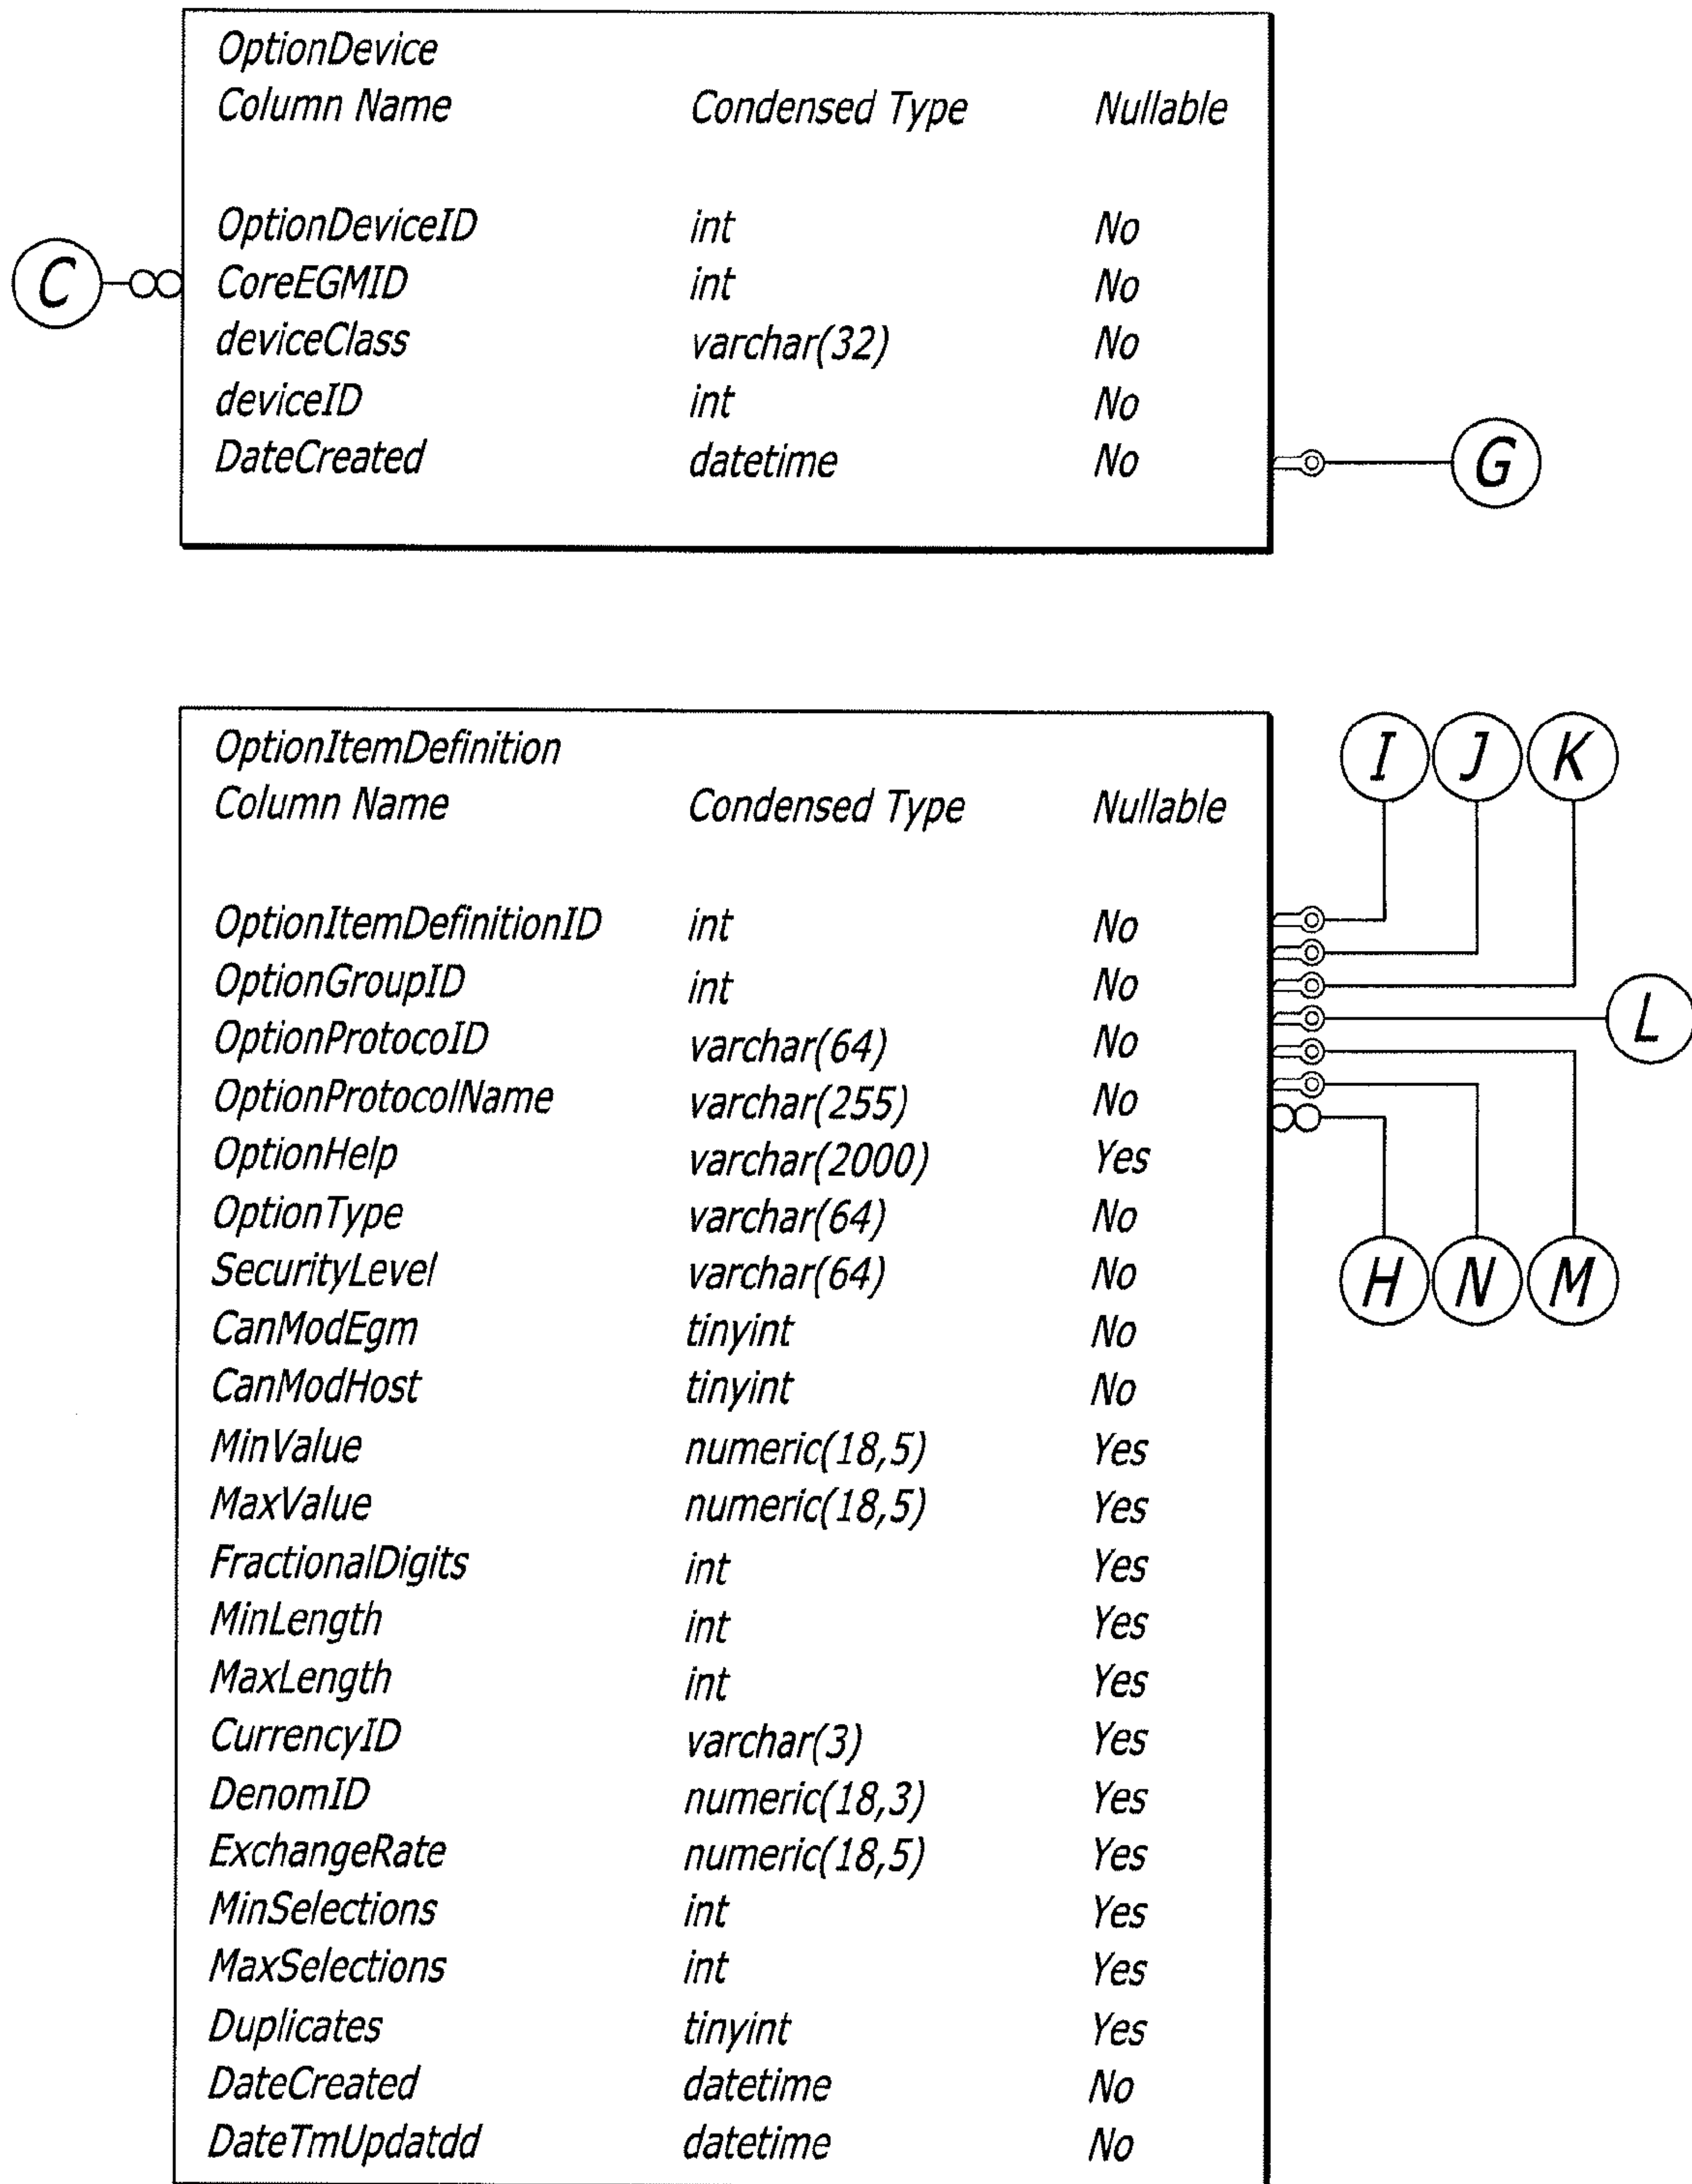 OptionDevice
Column Name Condensed Type Nullable
OptionDeviceID int No
C CoreEGMID int No
deviceClass varchar(32) No
deviceID int No
DateCreated datetime No G
OptionItemDefinition I J K
Column Name Condensed Type Nullable
OptionItemDefinitionID int No
OptionGroupID int No
OptionProtocoID varchar(64) No L
OptionProtocolName varchar(255) No
OptionHelp varchar(2000) Yes
OptionType varchar(64) No
SecurityLevel varchar(64) No H N M
CanModEgm tinyint No
CanModHost tinyint No
MinValue numeric(18,5) Yes
MaxValue numeric(18,5) Yes
FractionalDigits int Yes
MinLength int Yes
MaxLength int Yes
CurrencyID varchar(3) Yes
DenomID numeric(18,3) Yes
ExchangeRate numeric(18,5) Yes
MinSelections int Yes
MaxSelections int Yes
Duplicates tinyint Yes
DateCreated datetime No
DateTmUpdatdd datetime No